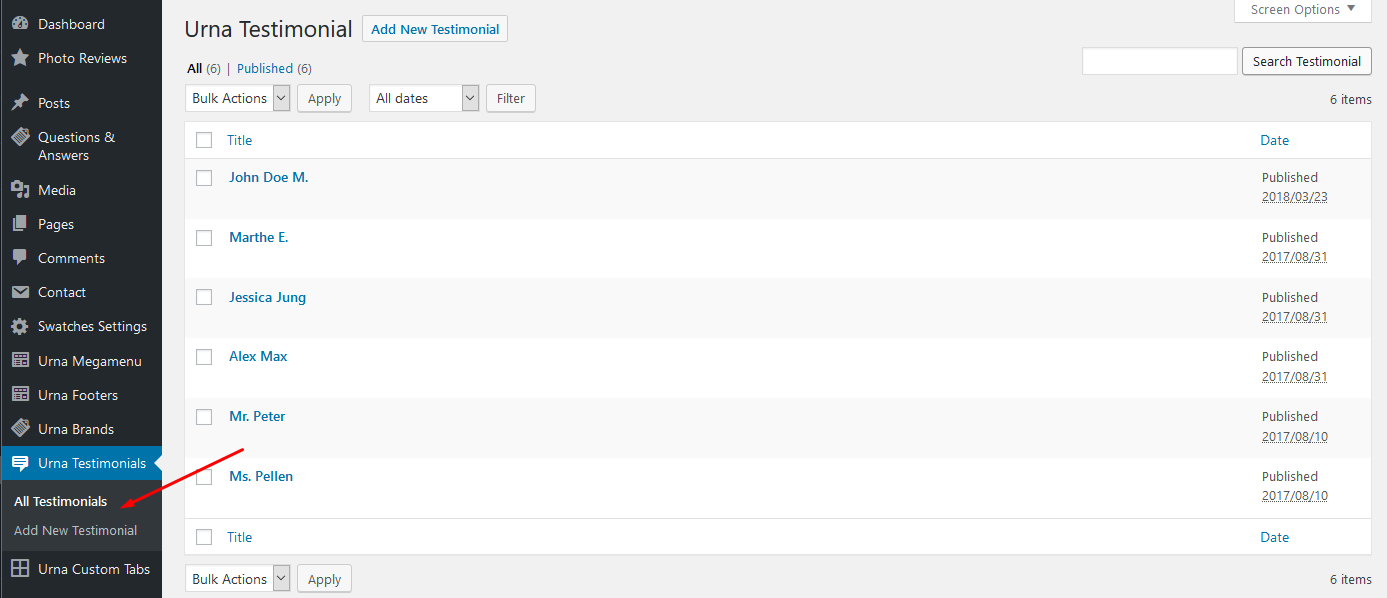 Dashboard
Photo Reviews
Posts
Questions &
Answers
Media
Pages
Comments
Contact
Swatches Settings
Urna Megamenu
Urna Footers
Urna Brands
Urna Testimonials
All Testimonials
Add New Testimonial
Urna Custom Tabs
Screen Options
Urna Testimonial Add New Testimonial
All (6) | Published (6)
Search Testimonial
Bulk Actions Apply All dates Filter
6 items
Title Date
John Doe M. Published
2018/03/23
Marthe E. Published
2017/08/31
Jessica Jung Published
2017/08/31
Alex Max Published
2017/08/31
Mr. Peter Published
2017/08/10
Ms. Pellen Published
2017/08/10
Title Date
Bulk Actions Apply
6 items